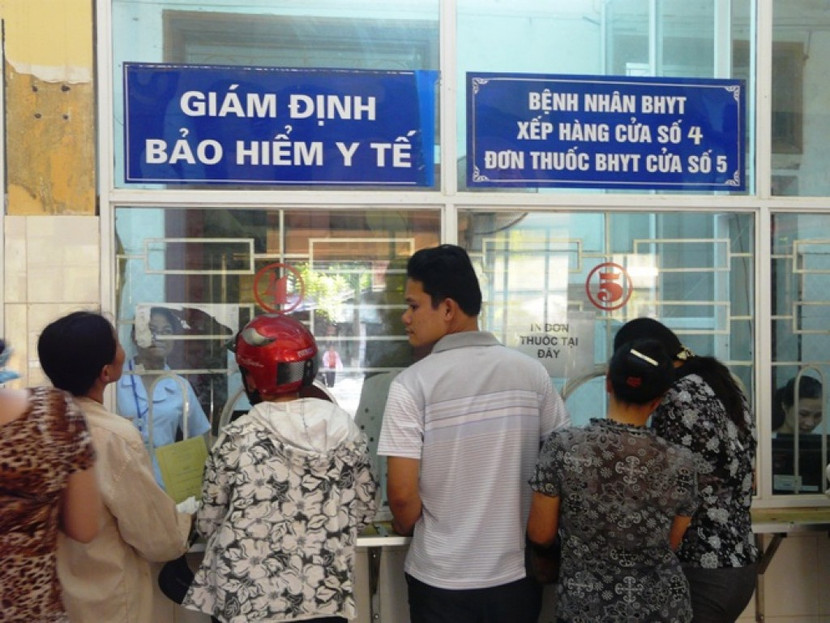 GIÁM ĐỊNH
BẢO HIỂM Y TẾ
BỆNH NHÂN BHYT
XẾP HÀNG CỬA SỐ 4
ĐƠN THUỐC BHYT CỬA SỐ 5
4
5
IN ĐƠN
THUỐC TẠI
ĐÂY